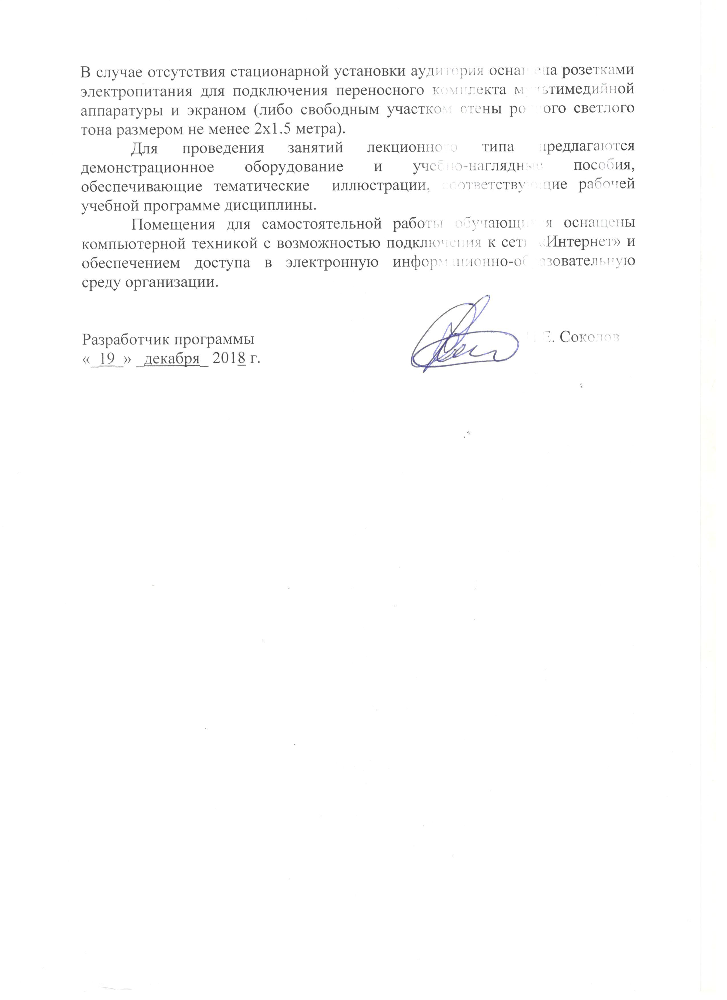 В случае отсутствия стационарной установки аудитория оснащена розетками
электропитания для подключения переносного комплекта мультимедийной
аппаратуры и экраном (либо свободным участком стены ровного светлого
тона размером не менее 2х1.5 метра).
Для проведения занятий лекционного типа предлагаются
демонстрационное оборудование и учебно-наглядные пособия,
обеспечивающие тематические иллюстрации, соответствующие рабочей
учебной программе дисциплины.
Помещения для самостоятельной работы обучающихся оснащены
компьютерной техникой с возможностью подключения к сети «Интернет» и
обеспечением доступа в электронную информационно-образовательную
среду организации.
Разработчик программы Е. Соколов
«_19_» _декабря_ 2018 г.